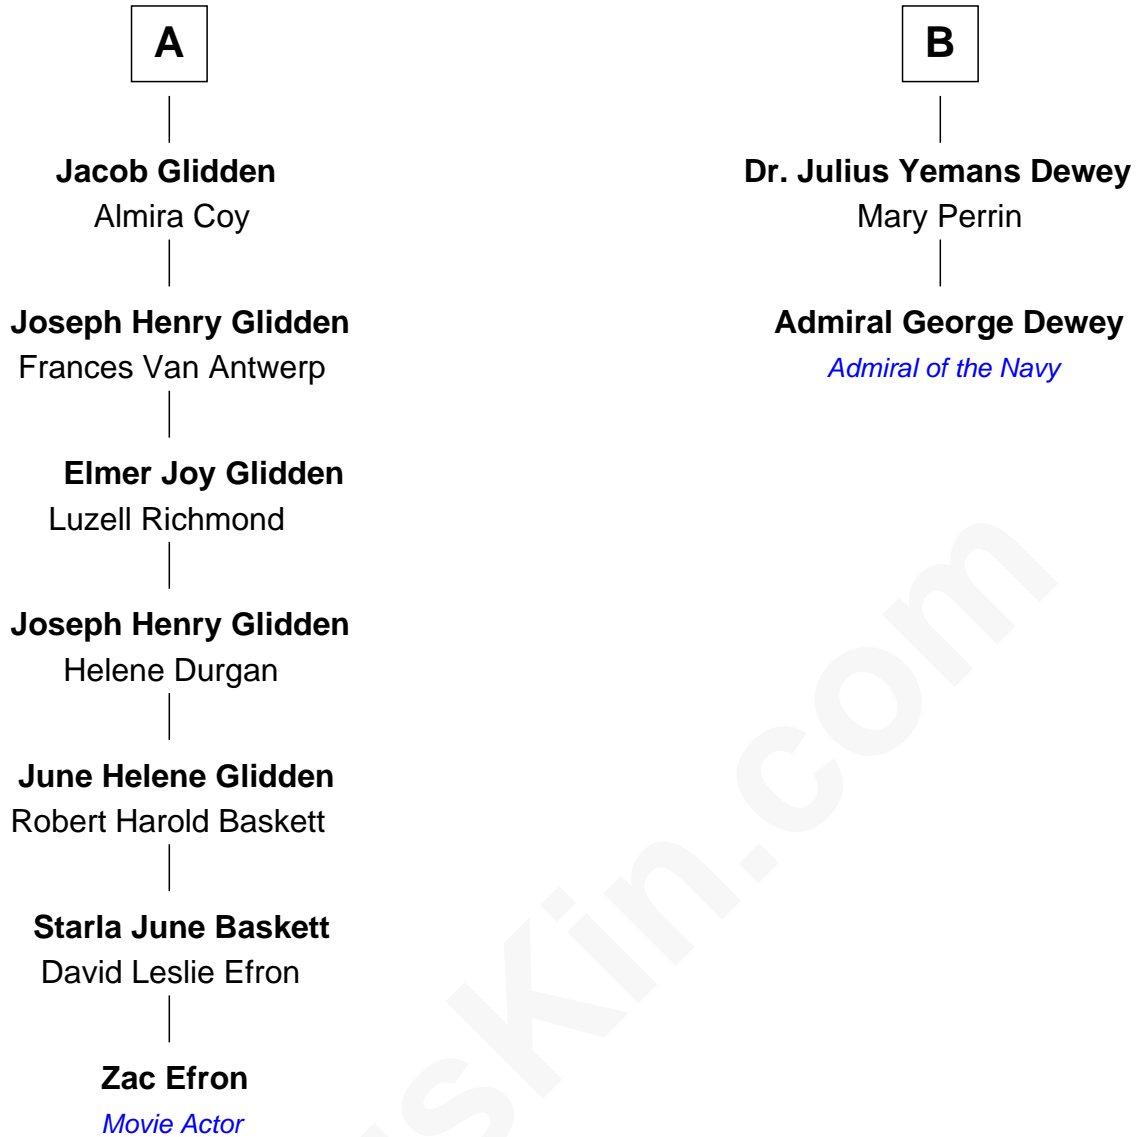 A
Jacob Glidden
Almira Coy
Joseph Henry Glidden
Frances Van Antwerp
Elmer Joy Glidden
Luzell Richmond
Joseph Henry Glidden
Helene Durgan
June Helene Glidden
Robert Harold Baskett
Starla June Baskett
David Leslie Efron
Zac Efron
Movie Actor
B
Dr. Julius Yemans Dewey
Mary Perrin
Admiral George Dewey
Admiral of the Navy
sKin.com